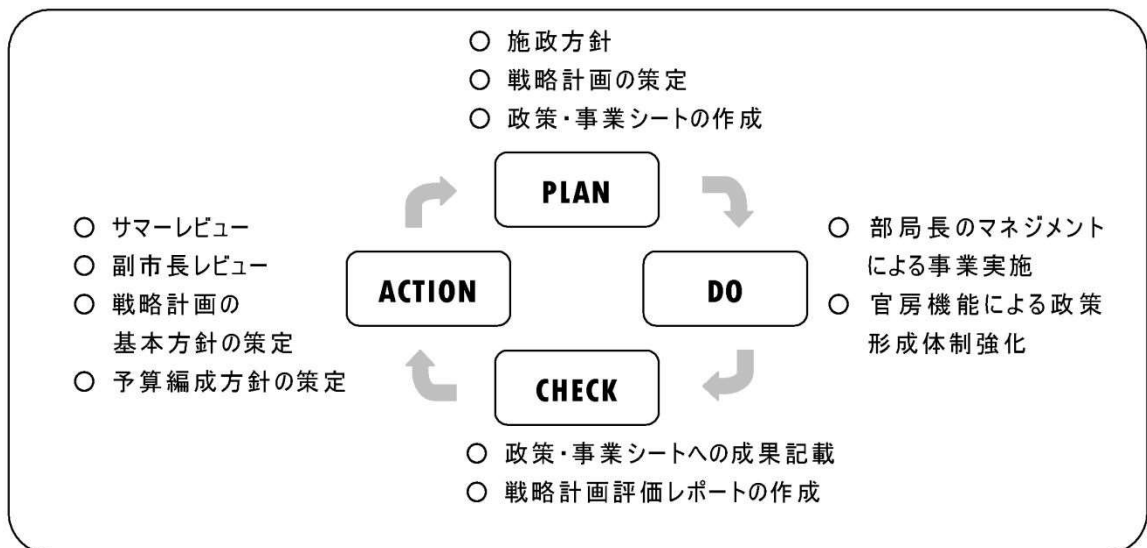 ○ 施政方針
○ 戦略計画の策定
○ 政策・事業シートの作成
PLAN
○ サマーレビュー
○ 副市長レビュー
○ 戦略計画の
基本方針の策定
○ 予算編成方針の策定
ACTION
DO
○ 部局長のマネジメント
による事業実施
○ 官房機能による政策
形成体制強化
CHECK
○ 政策・事業シートへの成果記載
○ 戦略計画評価レポートの作成